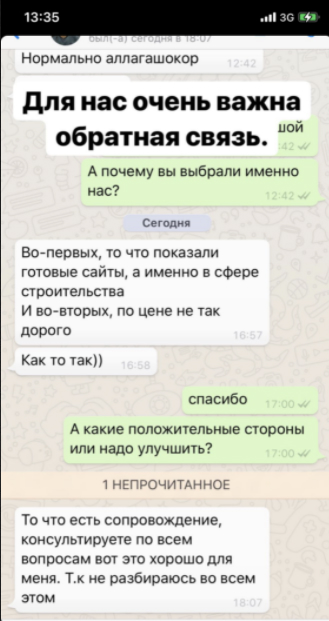 13:35
3G
был(-а) сегодня в 18:07
Нормально аллагашокор
12:42
Для нас очень важна
обратная связь.
шой
:42
А почему вы выбрали именно
нас?
12:42
Сегодня
Во-первых, то что показали
готовые сайты, а именно в сфере
строительства
И во-вторых, по цене не так
дорого
16:57
Как то так))
16:58
спасибо
17:00
А какие положительные стороны
или надо улучшить?
17:00
1 НЕПРОЧИТАННОЕ
То что есть сопровождение,
консультируете по всем
вопросам вот это хорошо для
меня. Т.к не разбираюсь во всем
этом
18:07